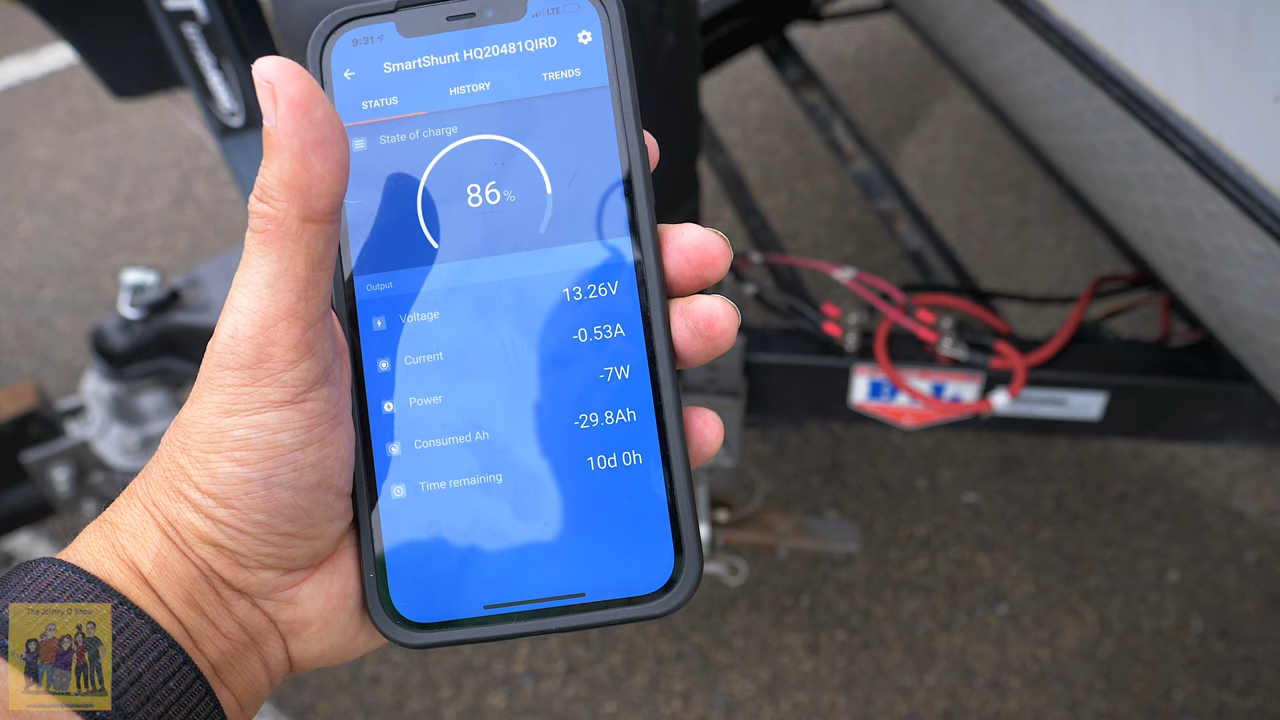 9:31
LTE
SmartShunt HQ20481QIRD
STATUS
HISTORY
TRENDS
State of charge
86%
Output
Voltage
13.26V
Current
-0.53A
Power
-7W
Consumed Ah
-29.8Ah
Time remaining
10d 0h
The Johnny O Show